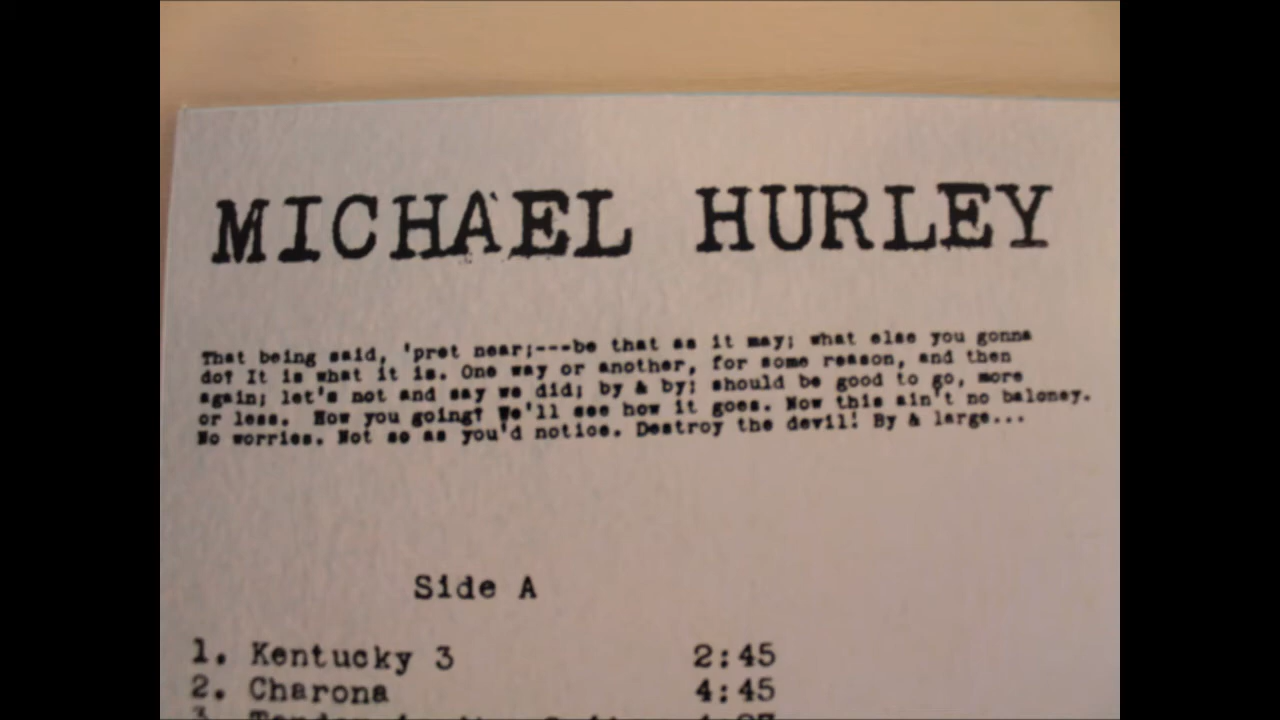 MICHAEL HURLEY
That being said, 'pret near;---be that as it may; what else you gonna
do? It is what it is. One way or another, for some reason, and then
again; let's not and say we did; by & by; should be good to go, more
or less. How you going? We'll see how it goes. Now this ain't no baloney.
No worries. Not so as you'd notice. Destroy the devil! By & large...
Side A
1. Kentucky 3 2:45
2. Charona 4:45
3.